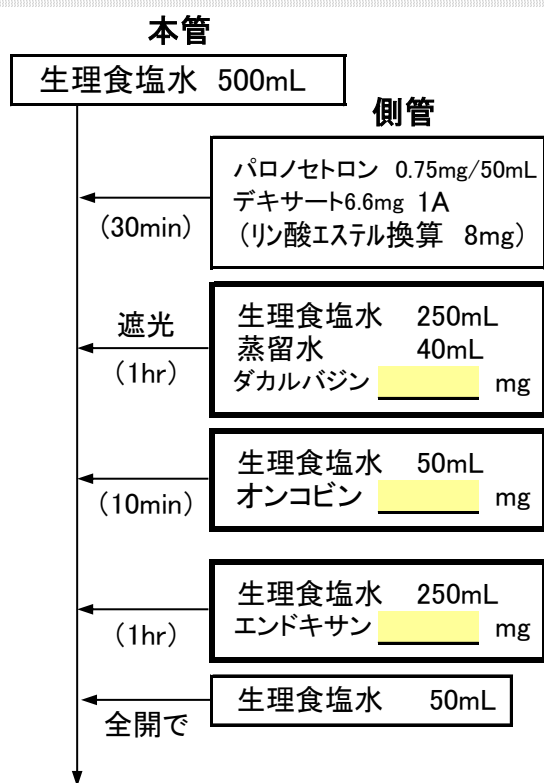 本管
生理食塩水 500mL
側管
パロノセトロン 0.75mg/50mL
デキサート6.6mg 1A
（リン酸エステル換算 8mg）
（30min）
遮光
（1hr）
生理食塩水 250mL
蒸留水 40mL
ダカルバジン mg
（10min）
生理食塩水 50mL
オンコビン mg
（1hr）
生理食塩水 250mL
エンドキサン mg
全開で
生理食塩水 50mL